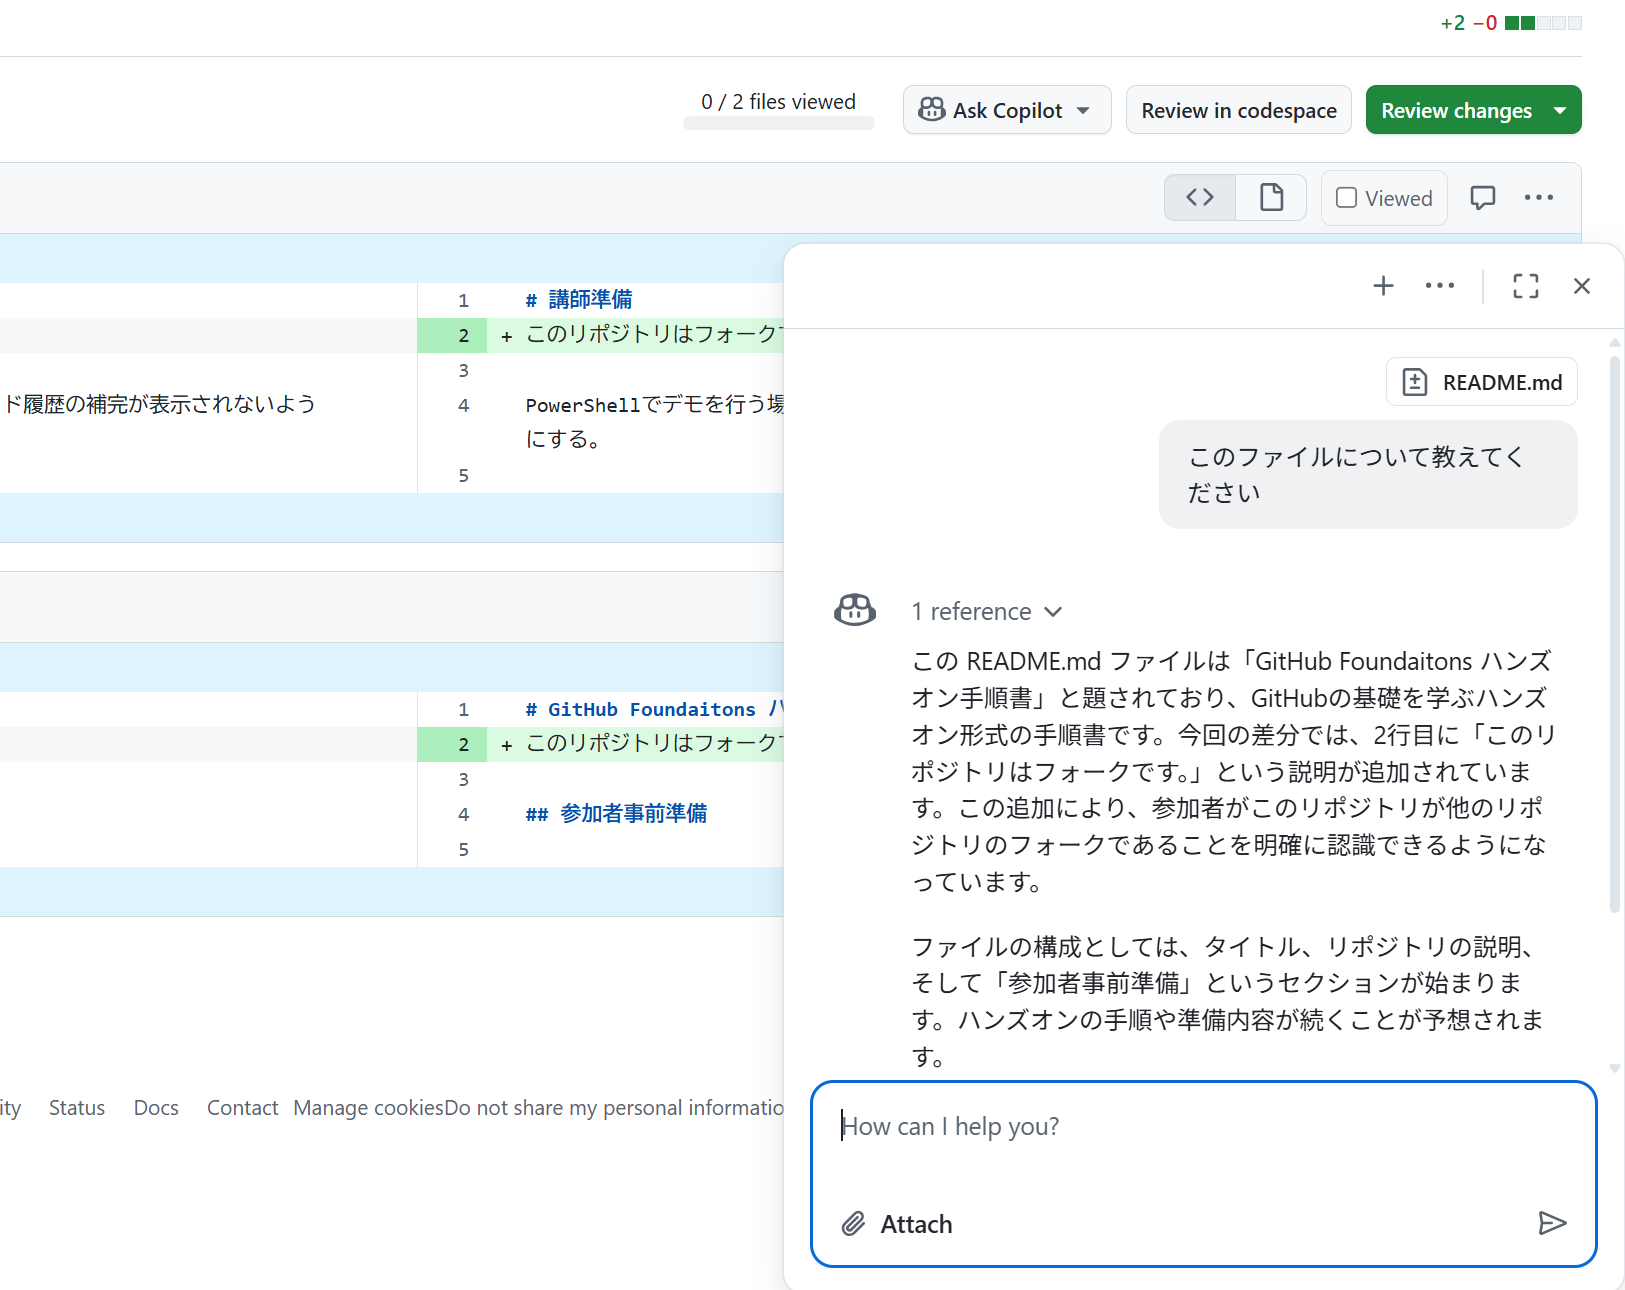 +2 −0
0 / 2 files viewed
Ask Copilot
Review in codespace
Review changes
Viewed
1 # 講師準備
2 + このリポジトリはフォーク
3
ド履歴の補完が表示されないよう
4 PowerShellでデモを行う場
にする。
5
1 # GitHub Foundaitons ハ
2 + このリポジトリはフォーク
3
4 ## 参加者事前準備
5
ity Status Docs Contact Manage cookies Do not share my personal informatio
README.md
このファイルについて教えてく
ださい
1 reference
この README.md ファイルは「GitHub Foundaitons ハンズ
オン手順書」と題されており、GitHubの基礎を学ぶハンズ
オン形式の手順書です。今回の差分では、2行目に「このリ
ポジトリはフォークです。」という説明が追加されていま
す。この追加により、参加者がこのリポジトリが他のリポ
ジトリのフォークであることを明確に認識できるようにな
っています。
ファイルの構成としては、タイトル、リポジトリの説明、
そして「参加者事前準備」というセクションが始まりま
す。ハンズオンの手順や準備内容が続くことが予想されま
す。
How can I help you?
Attach